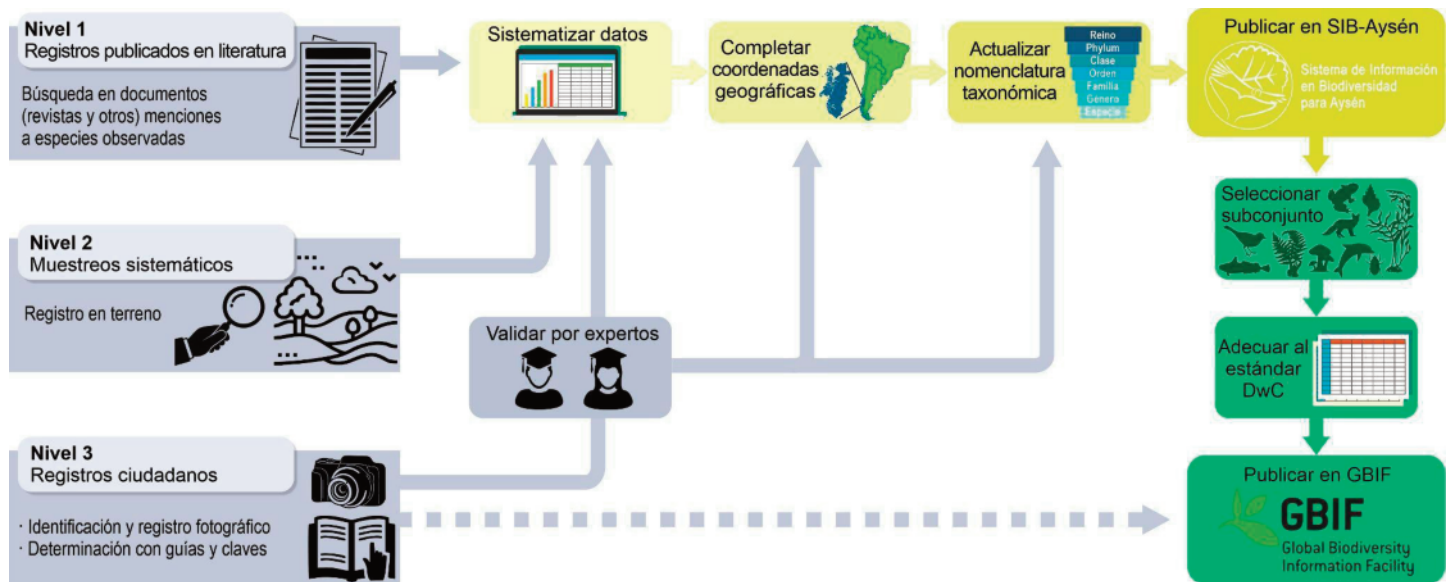 Nivel 1
Registros publicados en literatura
Búsqueda en documentos
(revistas y otros) menciones
a especies observadas
Sistematizar datos
Completar
coordenadas
geográficas
Actualizar
nomenclatura
taxonómica
Reino
Phylum
Clase
Orden
Familia
Genero
Especie
Publicar en SIB-Aysén
Sistema de Información
en Biodiversidad
para Aysén
Seleccionar
subconjunto
Nivel 2
Muestreos sistemáticos
Registro en terreno
Validar por expertos
Adecuar al
estándar
DwC
Nivel 3
Registros ciudadanos
· Identificación y registro fotográfico
· Determinación con guías y claves
Publicar en GBIF
GBIF
Global Biodiversity
Information Facility